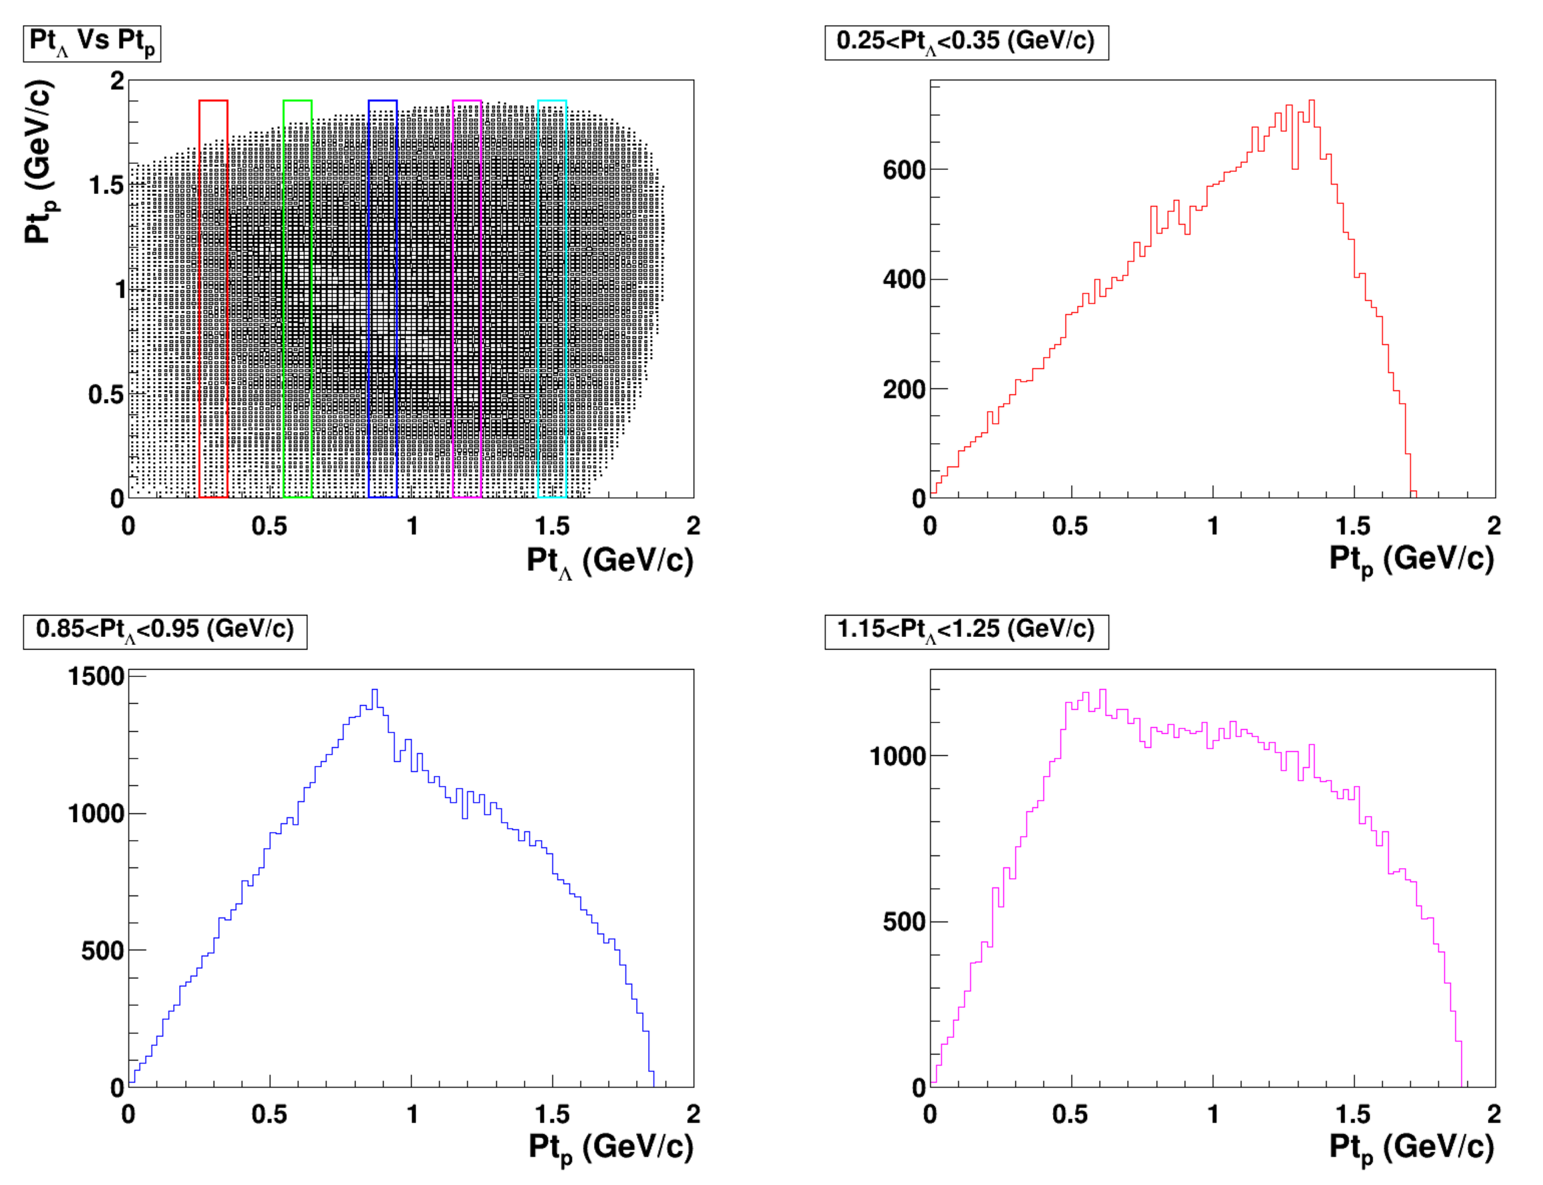 Pt_Λ Vs Pt_p
Pt_p (GeV/c)
2
1.5
1
0.5
0
0 0.5 1 1.5 2
Pt_Λ (GeV/c)
0.25<Pt_Λ<0.35 (GeV/c)
600
400
200
0
0 0.5 1 1.5 2
Pt_p (GeV/c)
0.85<Pt_Λ<0.95 (GeV/c)
1500
1000
500
0
0 0.5 1 1.5 2
Pt_p (GeV/c)
1.15<Pt_Λ<1.25 (GeV/c)
1000
500
0
0 0.5 1 1.5 2
Pt_p (GeV/c)